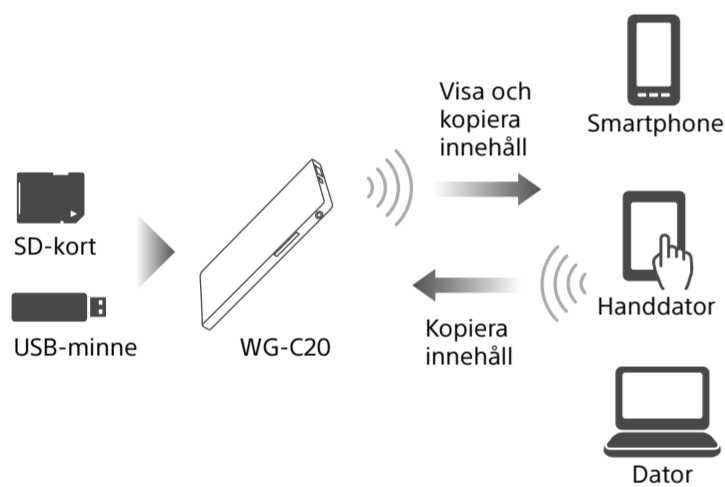 SD-kort
USB-minne
WG-C20
Visa och
kopiera
innehåll
Kopiera
innehåll
Smartphone
Handdator
Dator